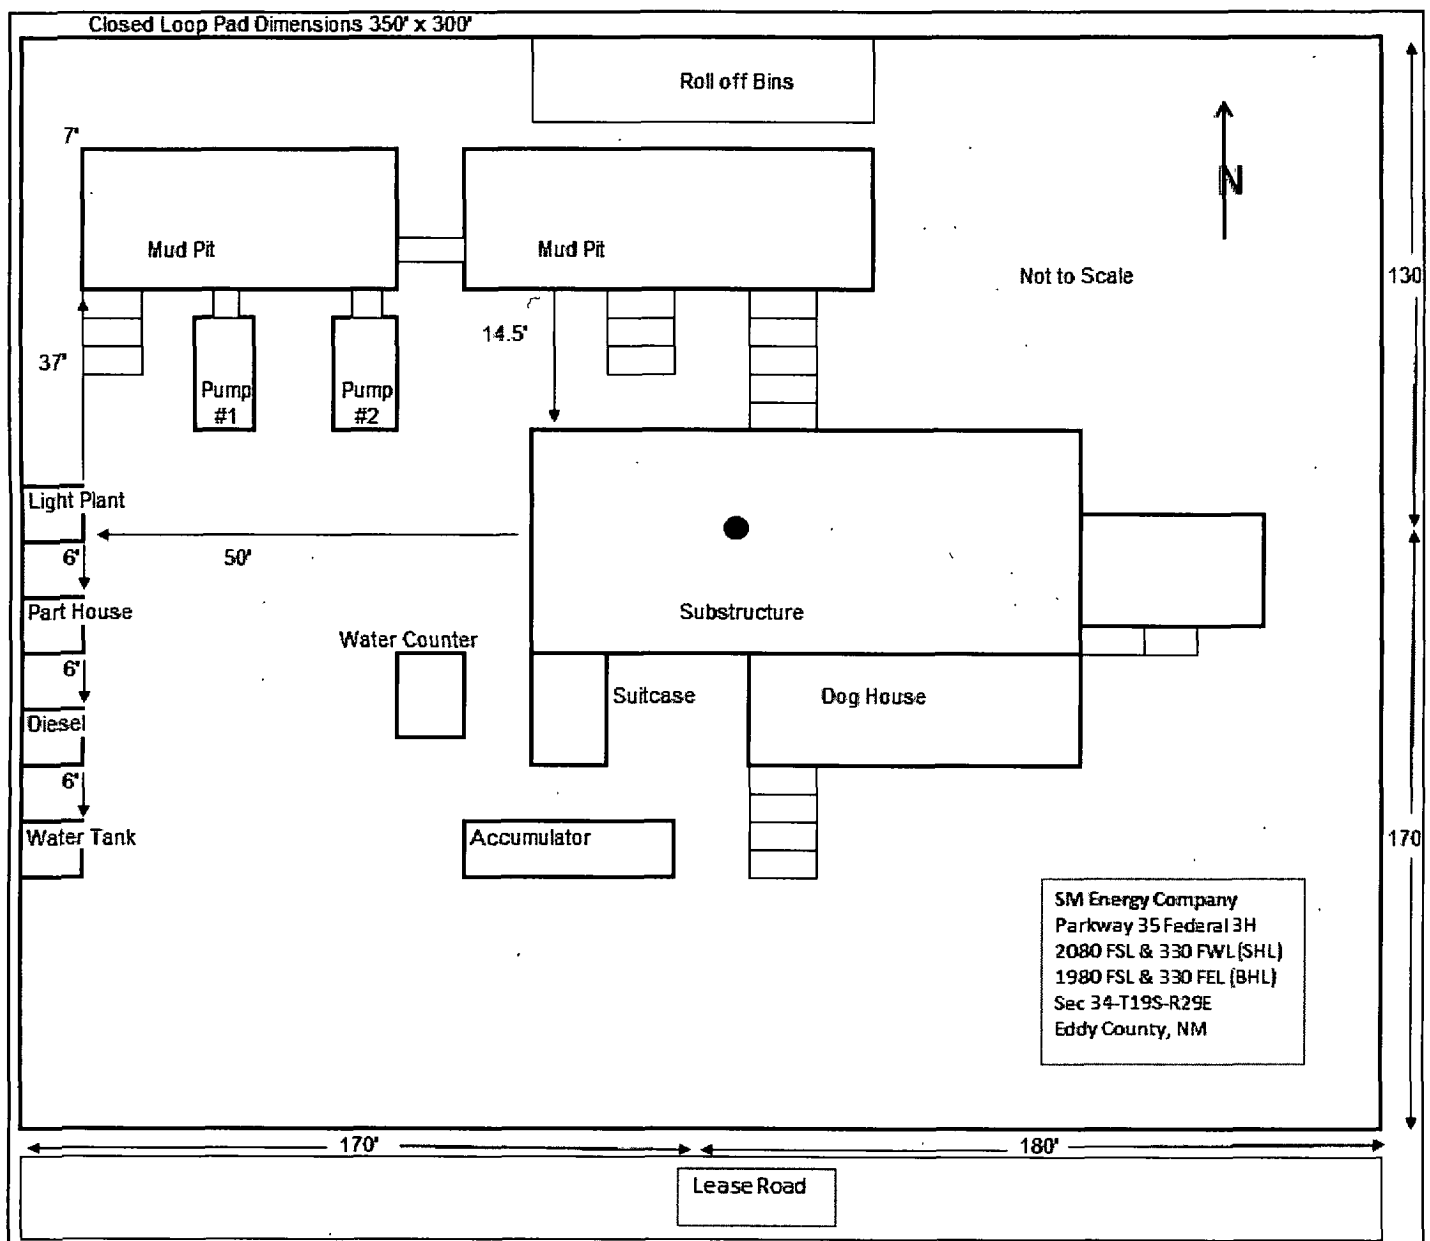 Closed Loop Pad Dimensions 350' x 300'
Roll off Bins
7'
N
Mud Pit
Mud Pit
Not to Scale
130
14.5'
37'
Pump
#1
Pump
#2
Light Plant
6'
50'
Part House
Substructure
Water Counter
6'
Suitcase
Dog House
Diesel
6'
Water Tank
Accumulator
170
SM Energy Company
Parkway 35 Federal 3H
2080 FSL & 330 FWL (SHL)
1980 FSL & 330 FEL (BHL)
Sec 34-T19S-R29E
Eddy County, NM
170'
180'
Lease Road